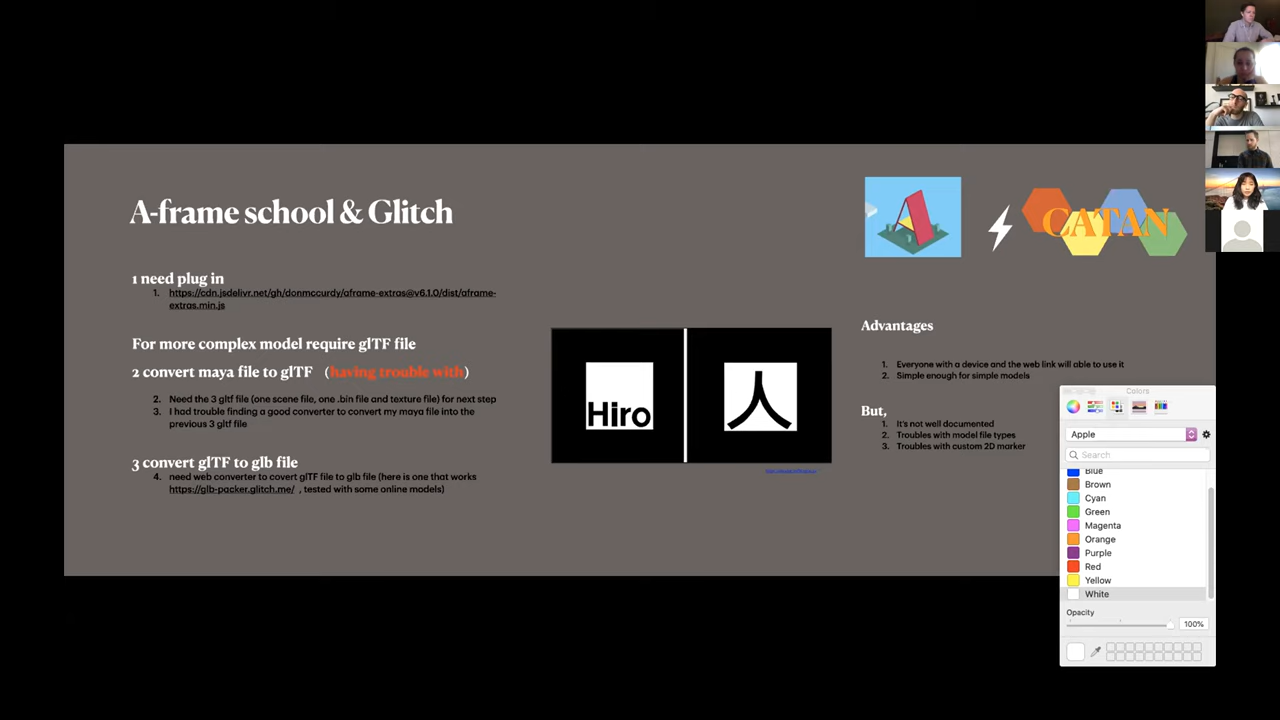 A-frame school & Glitch
1 need plug in
1. https://cdn.jsdelivr.net/gh/donmccurdy/aframe-extras@v6.1.0/dist/aframe-
extras.min.js
For more complex model require glTF file
2 convert maya file to glTF (having trouble with)
2. Need the 3 gltf file (one scene file, one .bin file and texture file) for next step
3. I had trouble finding a good converter to convert my maya file into the
previous 3 gltf file
3 convert glTF to glb file
4. need web converter to covert glTF file to glb file (here is one that works
https://glb-packer.glitch.me/ , tested with some online models)
Hiro
人
CATAN
Advantages
1. Everyone with a device and the web link will able to use it
2. Simple enough for simple models
But,
1. It's not well documented
2. Troubles with model file types
3. Troubles with custom 2D marker
Colors
Apple
Search
Blue
Brown
Cyan
Green
Magenta
Orange
Purple
Red
Yellow
White
Opacity
100%